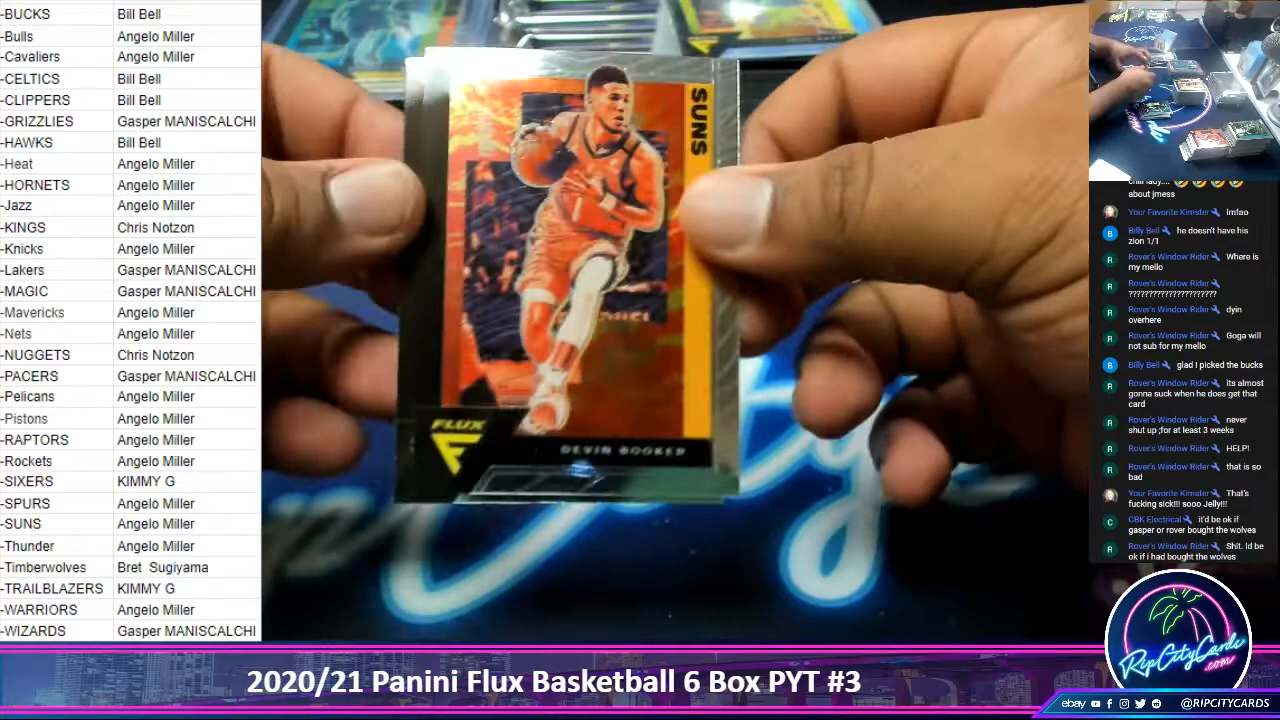 -BUCKS Bill Bell
-Bulls Angelo Miller
-Cavaliers Angelo Miller
-CELTICS Bill Bell
-CLIPPERS Bill Bell
-GRIZZLIES Gasper MANISCALCHI
-HAWKS Bill Bell
-Heat Angelo Miller
-HORNETS Angelo Miller
-Jazz Angelo Miller
-KINGS Chris Notzon
-Knicks Angelo Miller
-Lakers Gasper MANISCALCHI
-MAGIC Gasper MANISCALCHI
-Mavericks Angelo Miller
-Nets Angelo Miller
-NUGGETS Chris Notzon
-PACERS Gasper MANISCALCHI
-Pelicans Angelo Miller
-Pistons Angelo Miller
-RAPTORS Angelo Miller
-Rockets Angelo Miller
-SIXERS KIMMY G
-SPURS Angelo Miller
-SUNS Angelo Miller
-Thunder Angelo Miller
-Timberwolves Bret Sugiyama
-TRAILBLAZERS KIMMY G
-WARRIORS Angelo Miller
-WIZARDS Gasper MANISCALCHI
SUNS
FLUX
DEVIN BOOKER
about jmess
Your Favorite Kimster lmfao
B Billy Bell he doesn't have his
zion 1/1
R Rover's Window Rider Where is
my mello
R Rover's Window Rider
??????????????????????
R Rover's Window Rider dyin
overhere
R Rover's Window Rider Goga will
not sub for my mello
B Billy Bell glad I picked the bucks
R Rover's Window Rider its almost
gonna suck when he does get that
card
R Rover's Window Rider never
shut up ;for at least 3 weeks
R Rover's Window Rider HELP!
R Rover's Window Rider that is so
bad
Your Favorite Kimster That's
fucking sick!!! sooo Jelly!!!
C CBK Electrical it'd be ok if
gasper or rover bought the wolves
R Rover's Window Rider Shit. Id be
ok if i had bought the wolves
RipCityCards
.com
2020/21 Panini Flux Basketball 6 Box PYT #3
ebay @RIPCITYCARDS